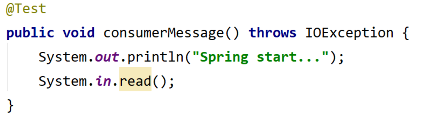 @Test
public void consumerMessage() throws IOException {
    System.out.println("Spring start...");
    System.in.read();
}